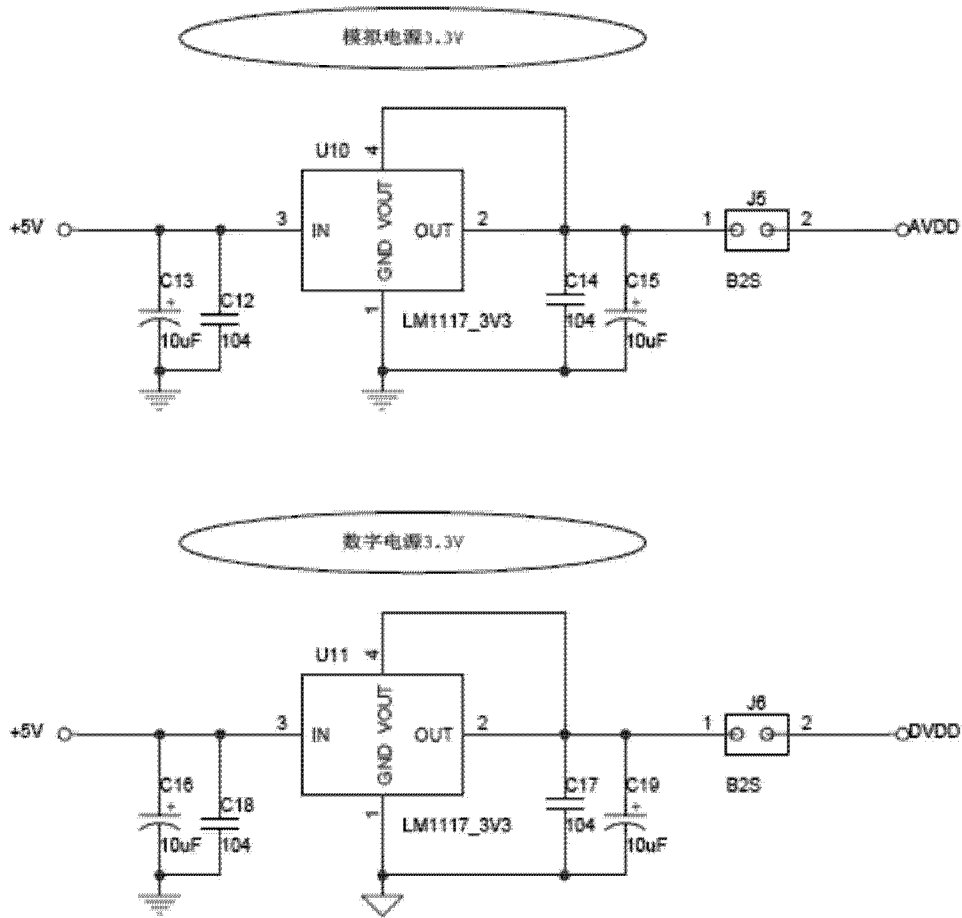 模拟电源3.3V
U10
4
+5V
3
IN
GND VOUT
OUT
2
1
J5
2
AVDD
C13
+
10uF
C12
104
1
LM1117_3V3
C14
104
C15
+
10uF
B2S
数字电源3.3V
U11
4
+5V
3
IN
GND VOUT
OUT
2
1
J6
2
DVDD
C16
+
10uF
C18
104
1
LM1117_3V3
C17
104
C19
+
10uF
B2S